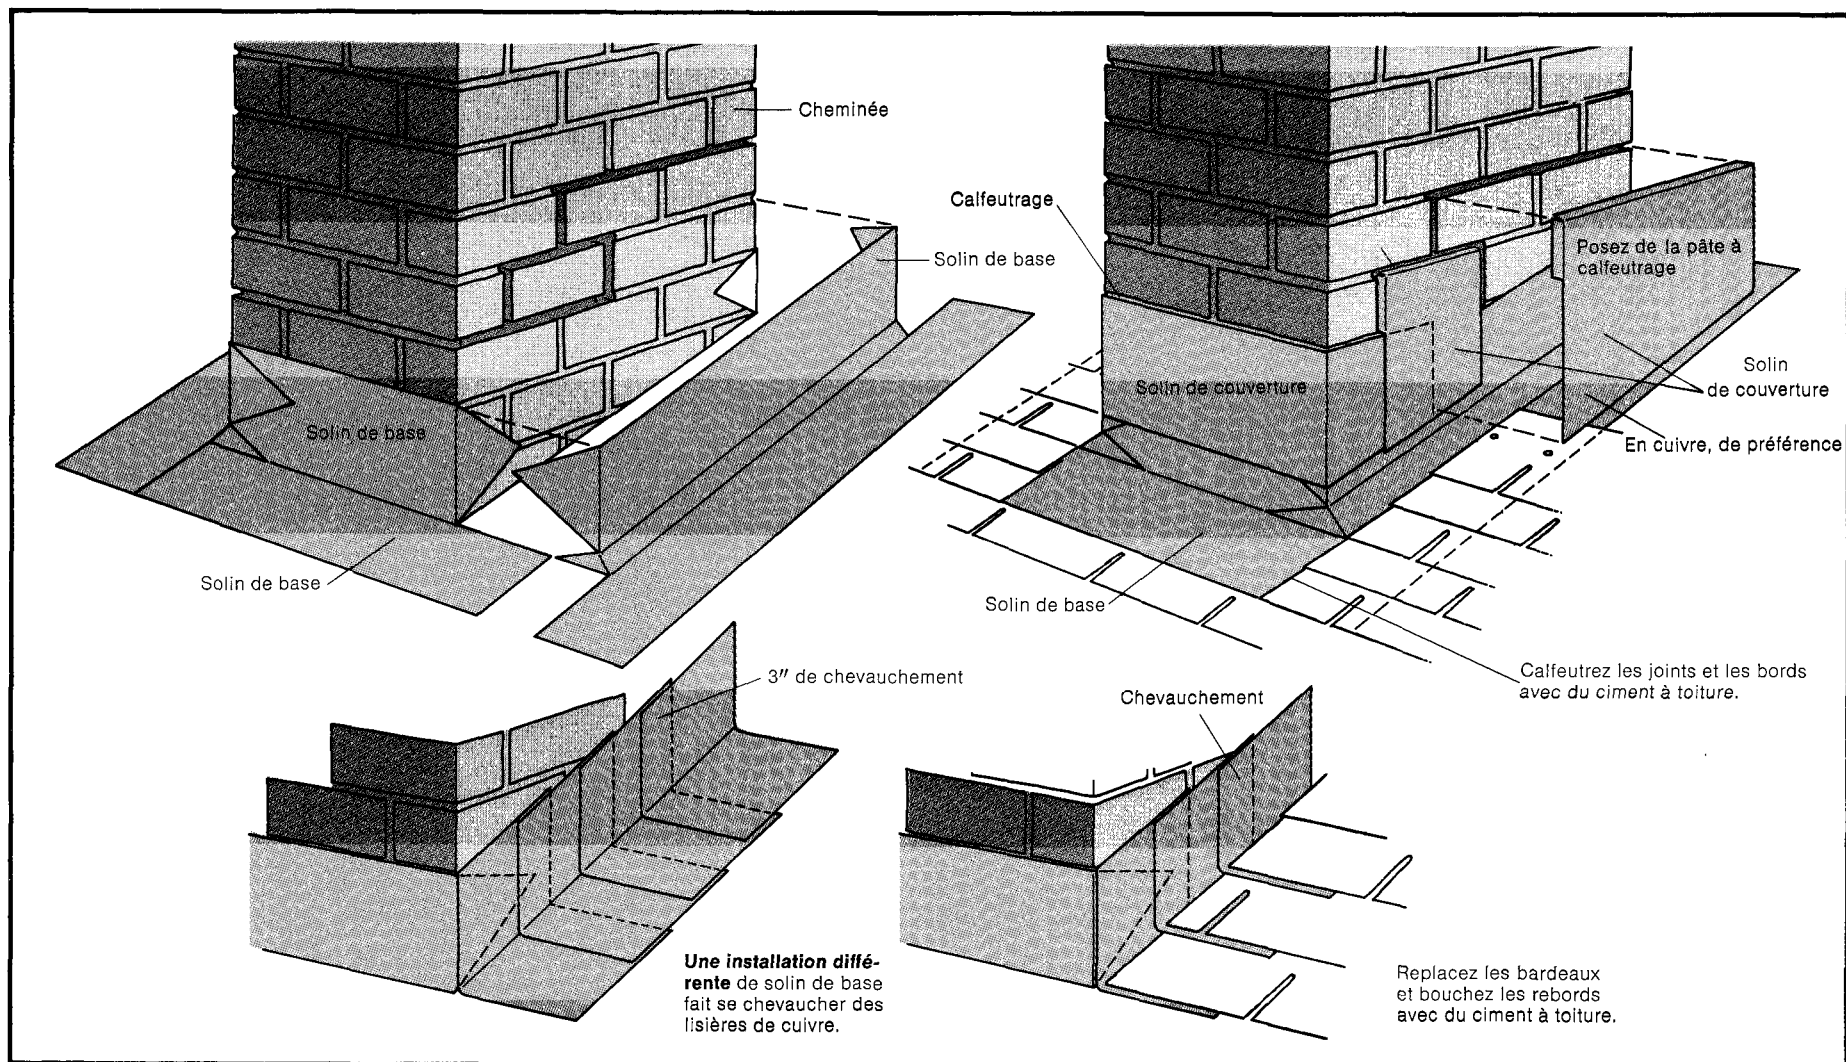 Cheminée
Solin de base
Solin de base
Solin de base
Calfeutrage
Posez de la pâte à
calfeutrage
Solin de couverture
Solin
de couverture
En cuivre, de préférence
Solin de base
Calfeutrez les joints et les bords
avec du ciment à toiture.
3" de chevauchement
Une installation diffé-
rente de solin de base
fait se chevaucher des
lisières de cuivre.
Chevauchement
Replacez les bardeaux
et bouchez les rebords
avec du ciment à toiture.